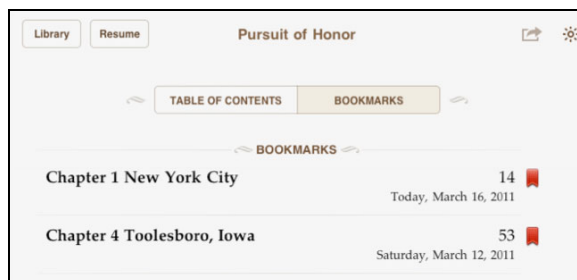 Library Resume Pursuit of Honor
TABLE OF CONTENTS BOOKMARKS
BOOKMARKS
Chapter 1 New York City 14
Today, March 16, 2011
Chapter 4 Toolesboro, Iowa 53
Saturday, March 12, 2011